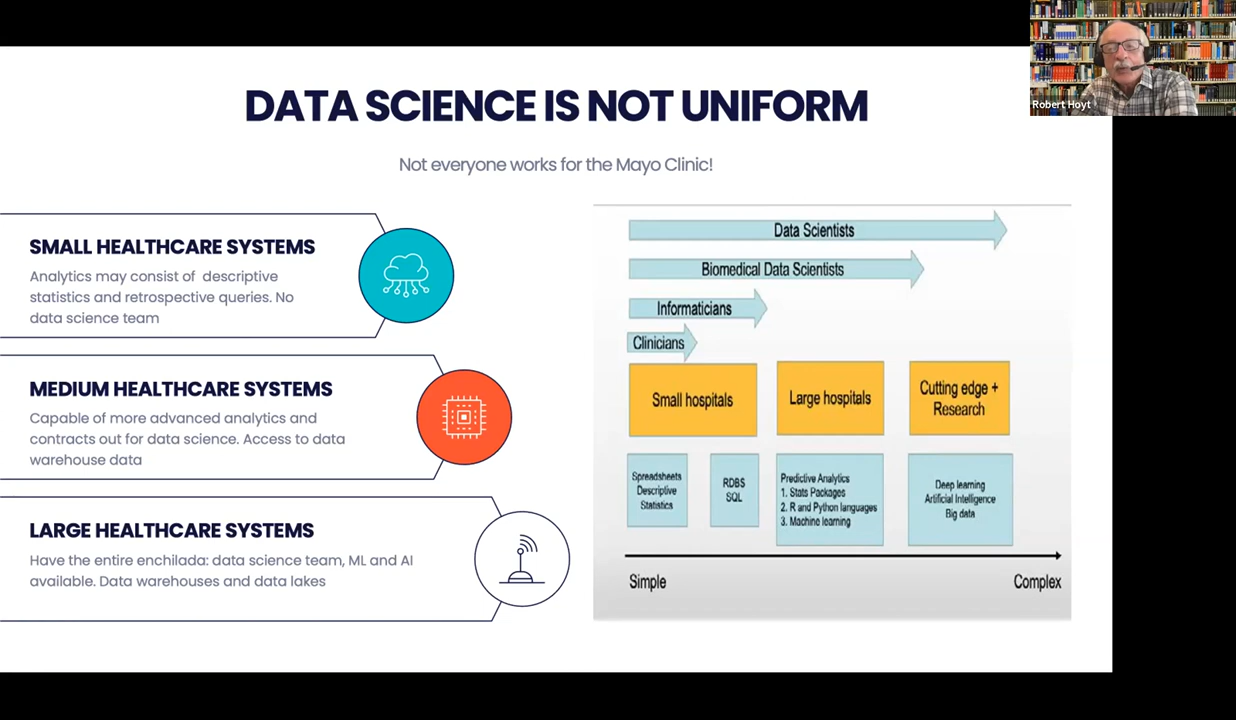 DATA SCIENCE IS NOT UNIFORM
Not everyone works for the Mayo Clinic!
Robert Hoyt
SMALL HEALTHCARE SYSTEMS
Analytics may consist of descriptive
statistics and retrospective queries. No
data science team
MEDIUM HEALTHCARE SYSTEMS
Capable of more advanced analytics and
contracts out for data science. Access to data
warehouse data
LARGE HEALTHCARE SYSTEMS
Have the entire enchilada: data science team, ML and AI
available. Data warehouses and data lakes
Data Scientists
Biomedical Data Scientists
Informaticians
Clinicians
Small hospitals
Large hospitals
Cutting edge +
Research
Spreadsheets
Descriptive
Statistics
RDBS
SQL
Predictive Analytics
1. Stats Packages
2. R and Python languages
3. Machine learning
Deep learning
Artificial Intelligence
Big data
Simple
Complex